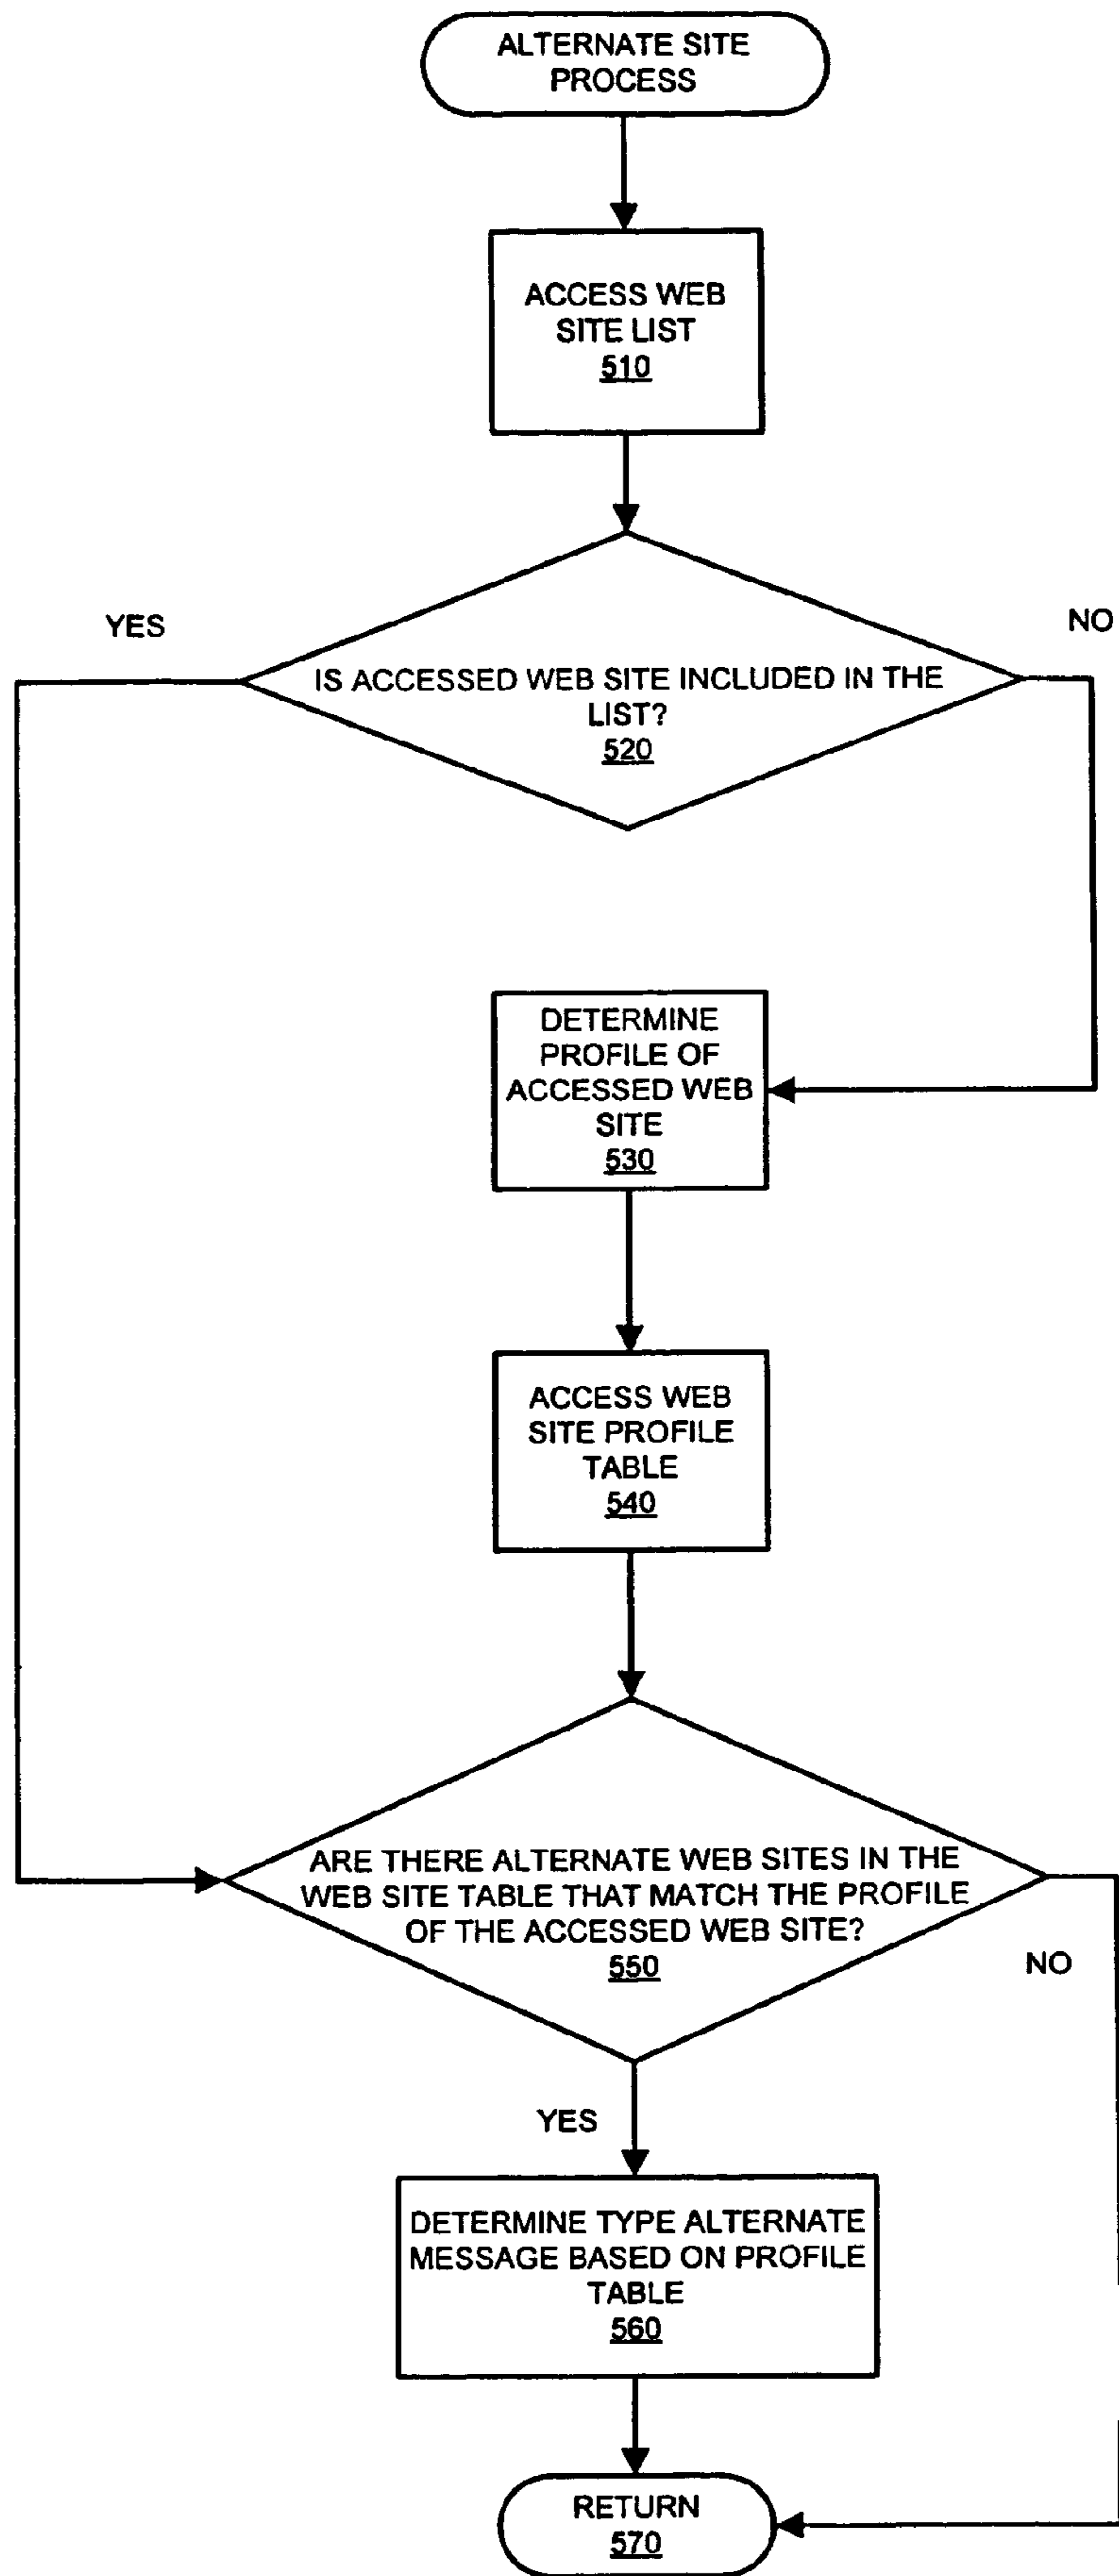 ALTERNATE SITE
PROCESS
ACCESS WEB
SITE LIST
510
YES
NO
IS ACCESSED WEB SITE INCLUDED IN THE
LIST?
520
DETERMINE
PROFILE OF
ACCESSED WEB
SITE
530
ACCESS WEB
SITE PROFILE
TABLE
540
ARE THERE ALTERNATE WEB SITES IN THE
WEB SITE TABLE THAT MATCH THE PROFILE
OF THE ACCESSED WEB SITE?
550
NO
YES
DETERMINE TYPE ALTERNATE
MESSAGE BASED ON PROFILE
TABLE
560
RETURN
570